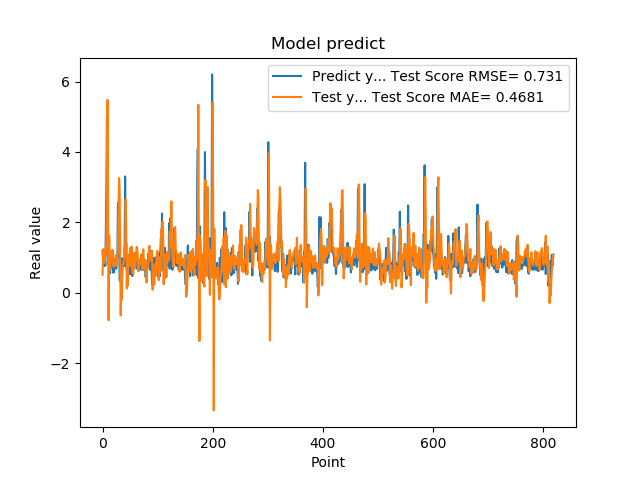 Model predict
Predict y... Test Score RMSE= 0.731
Test y... Test Score MAE= 0.4681
Real value
6
4
2
0
−2
0 200 400 600 800
Point